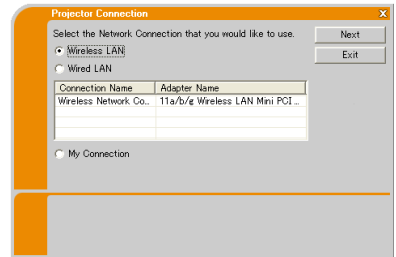 Projector Connection
Select the Network Connection that you would like to use.
Next
Wireless LAN
Exit
Wired LAN
Connection Name Adapter Name
Wireless Network Co... 11a/b/g Wireless LAN Mini PCI ...
My Connection